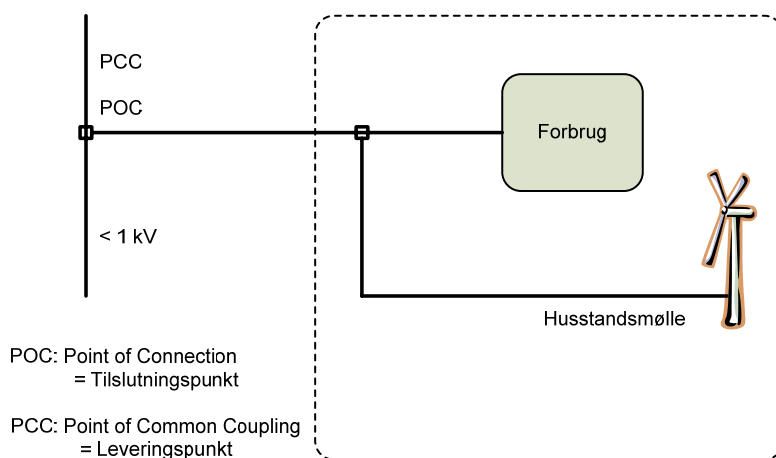 PCC
POC
Forbrug
< 1 kV
Husstandsmølle
POC: Point of Connection
= Tilslutningspunkt
PCC: Point of Common Coupling
= Leveringspunkt